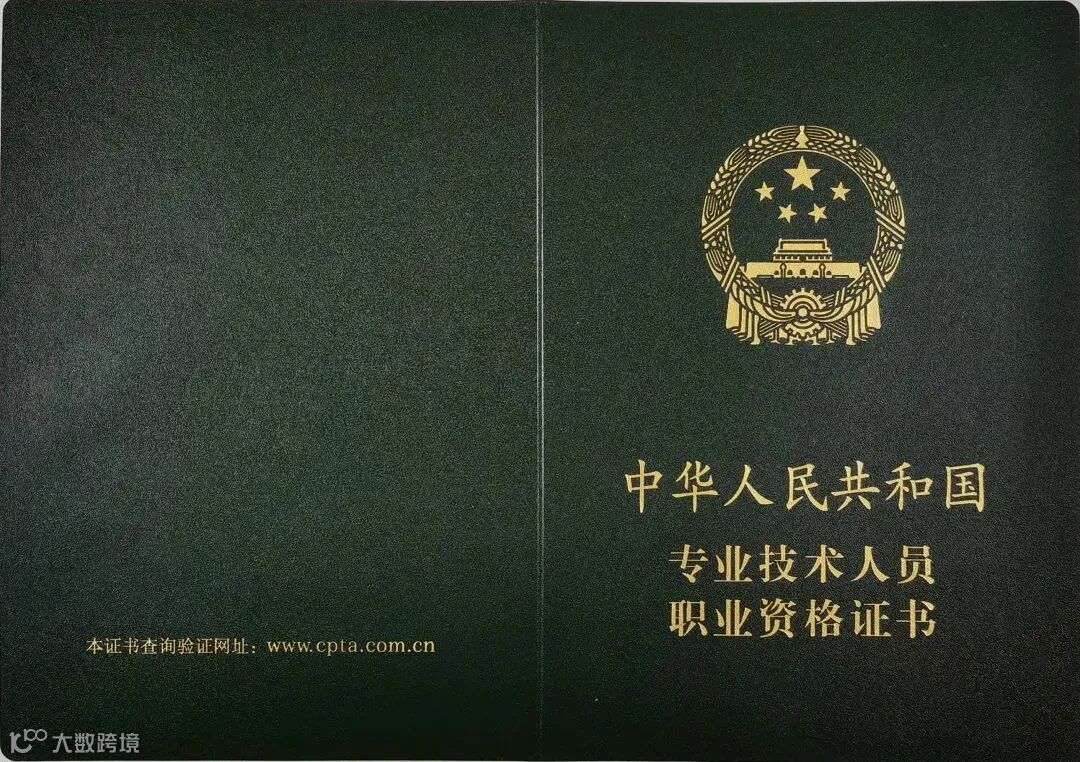 中华人民共和国
专业技术人员
职业资格证书
本证书查询验证网址：www.cpta.com.cn
大数跨境